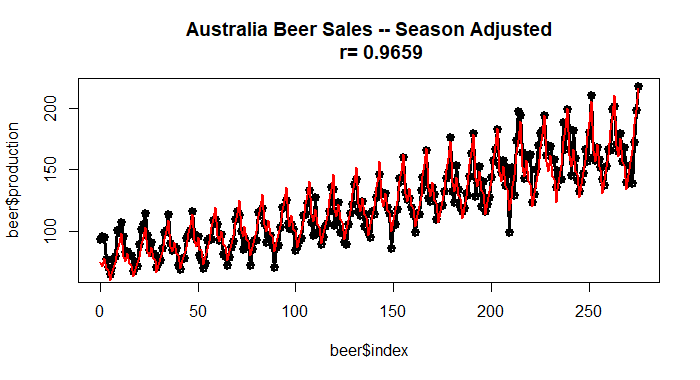 Australia Beer Sales -- Season Adjusted
r= 0.9659
beer$production
200
150
100
0 50 100 150 200 250
beer$index